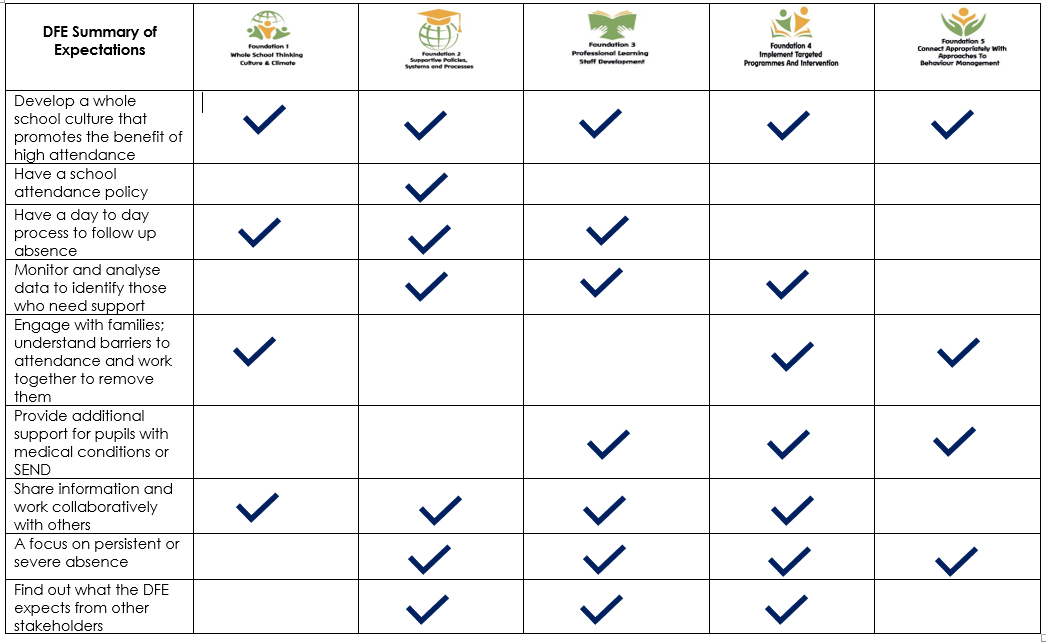 DFE Summary of
Expectations
Foundation 1
Whole School Thinking
Culture & Climate
Foundation 2
Supportive Policies,
Systems and Processes
Foundation 3
Professional Learning
Staff Development
Foundation 4
Implement Targeted
Programmes And Intervention
Foundation 5
Connect Appropriately With
Approaches To
Behaviour Management
Develop a whole
school culture that
promotes the benefit of
high attendance
Have a school
attendance policy
Have a day to day
process to follow up
absence
Monitor and analyse
data to identify those
who need support
Engage with families;
understand barriers to
attendance and work
together to remove
them
Provide additional
support for pupils with
medical conditions or
SEND
Share information and
work collaboratively
with others
A focus on persistent or
severe absence
Find out what the DFE
expects from other
stakeholders